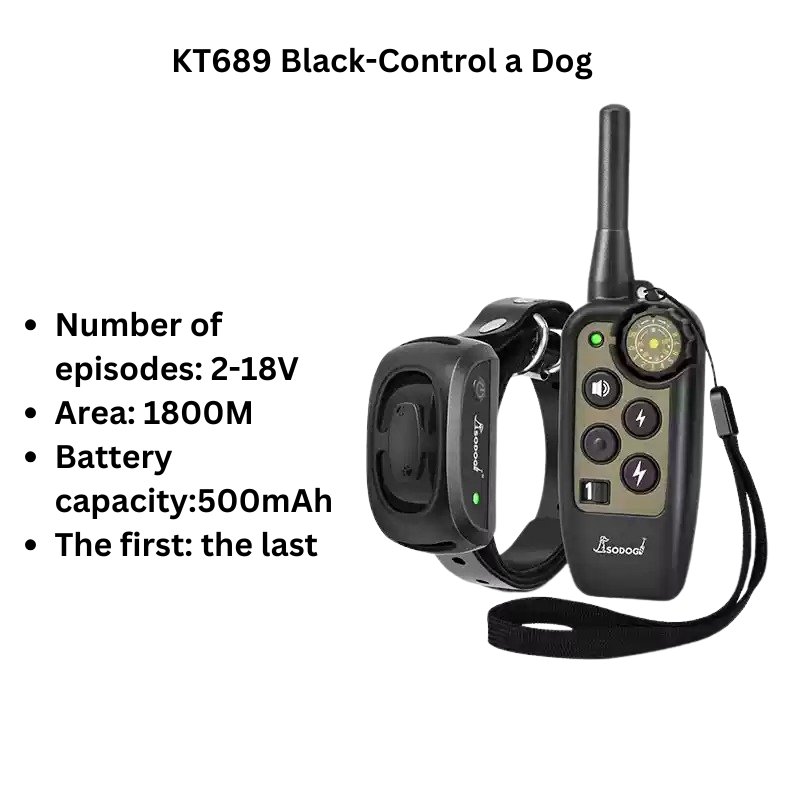 KT689 Black-Control a Dog
• Number of
episodes: 2-18V
• Area: 1800M
• Battery
capacity:500mAh
• The first: the last
SODOG
1
SODOG